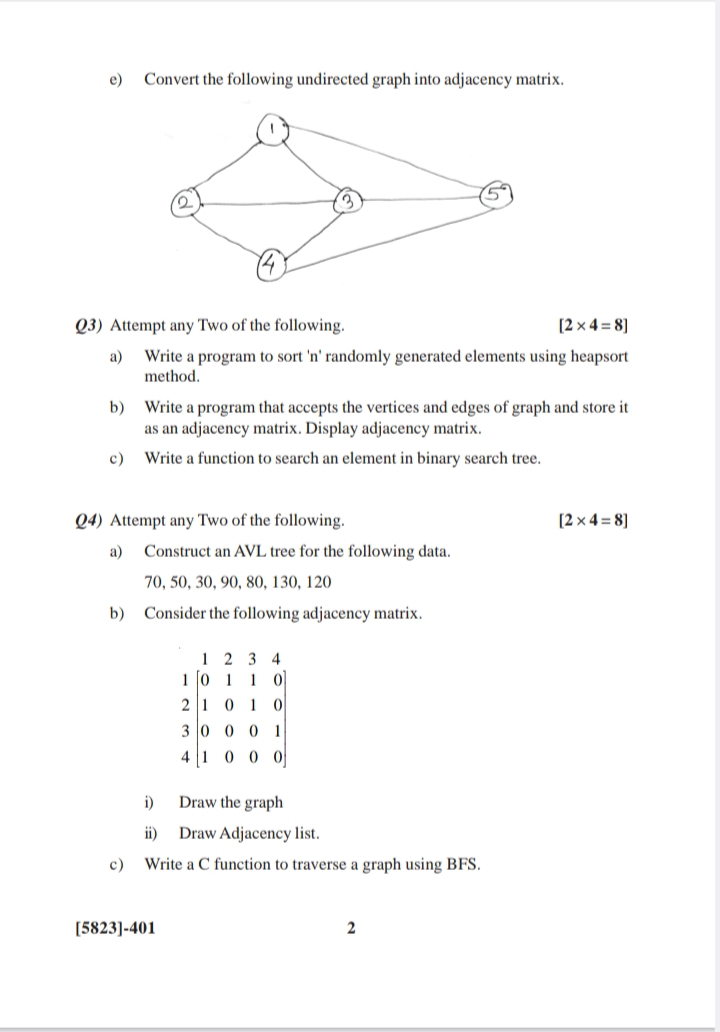 e) Convert the following undirected graph into adjacency matrix.
1
2
3
5
4
Q3) Attempt any Two of the following. [2 × 4 = 8]
a) Write a program to sort 'n' randomly generated elements using heapsort
method.
b) Write a program that accepts the vertices and edges of graph and store it
as an adjacency matrix. Display adjacency matrix.
c) Write a function to search an element in binary search tree.
Q4) Attempt any Two of the following. [2 × 4 = 8]
a) Construct an AVL tree for the following data.
70, 50, 30, 90, 80, 130, 120
b) Consider the following adjacency matrix.
1 2 3 4
1 0 1 1 0
2 1 0 1 0
3 0 0 0 1
4 1 0 0 0
i) Draw the graph
ii) Draw Adjacency list.
c) Write a C function to traverse a graph using BFS.
[5823]-401 2